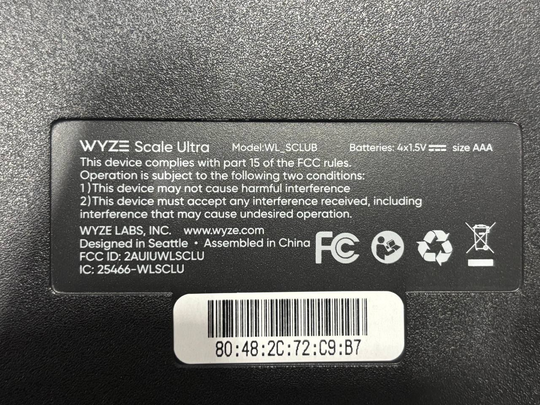 WYZE Scale Ultra Model:WL_SCLUB Batteries: 4x1.5V size AAA
This device complies with part 15 of the FCC rules.
Operation is subject to the following two conditions:
1)This device may not cause harmful interference
2)This device must accept any interference received, including
interference that may cause undesired operation.
WYZE LABS, INC. www.wyze.com
Designed in Seattle • Assembled in China
FCC ID: 2AUIUWLSCLU
IC: 25466-WLSCLU
FC
80:48:2C:72:C9:B7